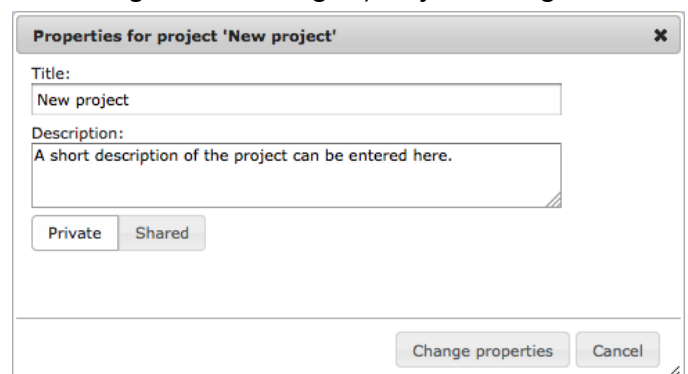 Properties for project 'New project'
Title:
New project
Description:
A short description of the project can be entered here.
Private Shared
Change properties Cancel